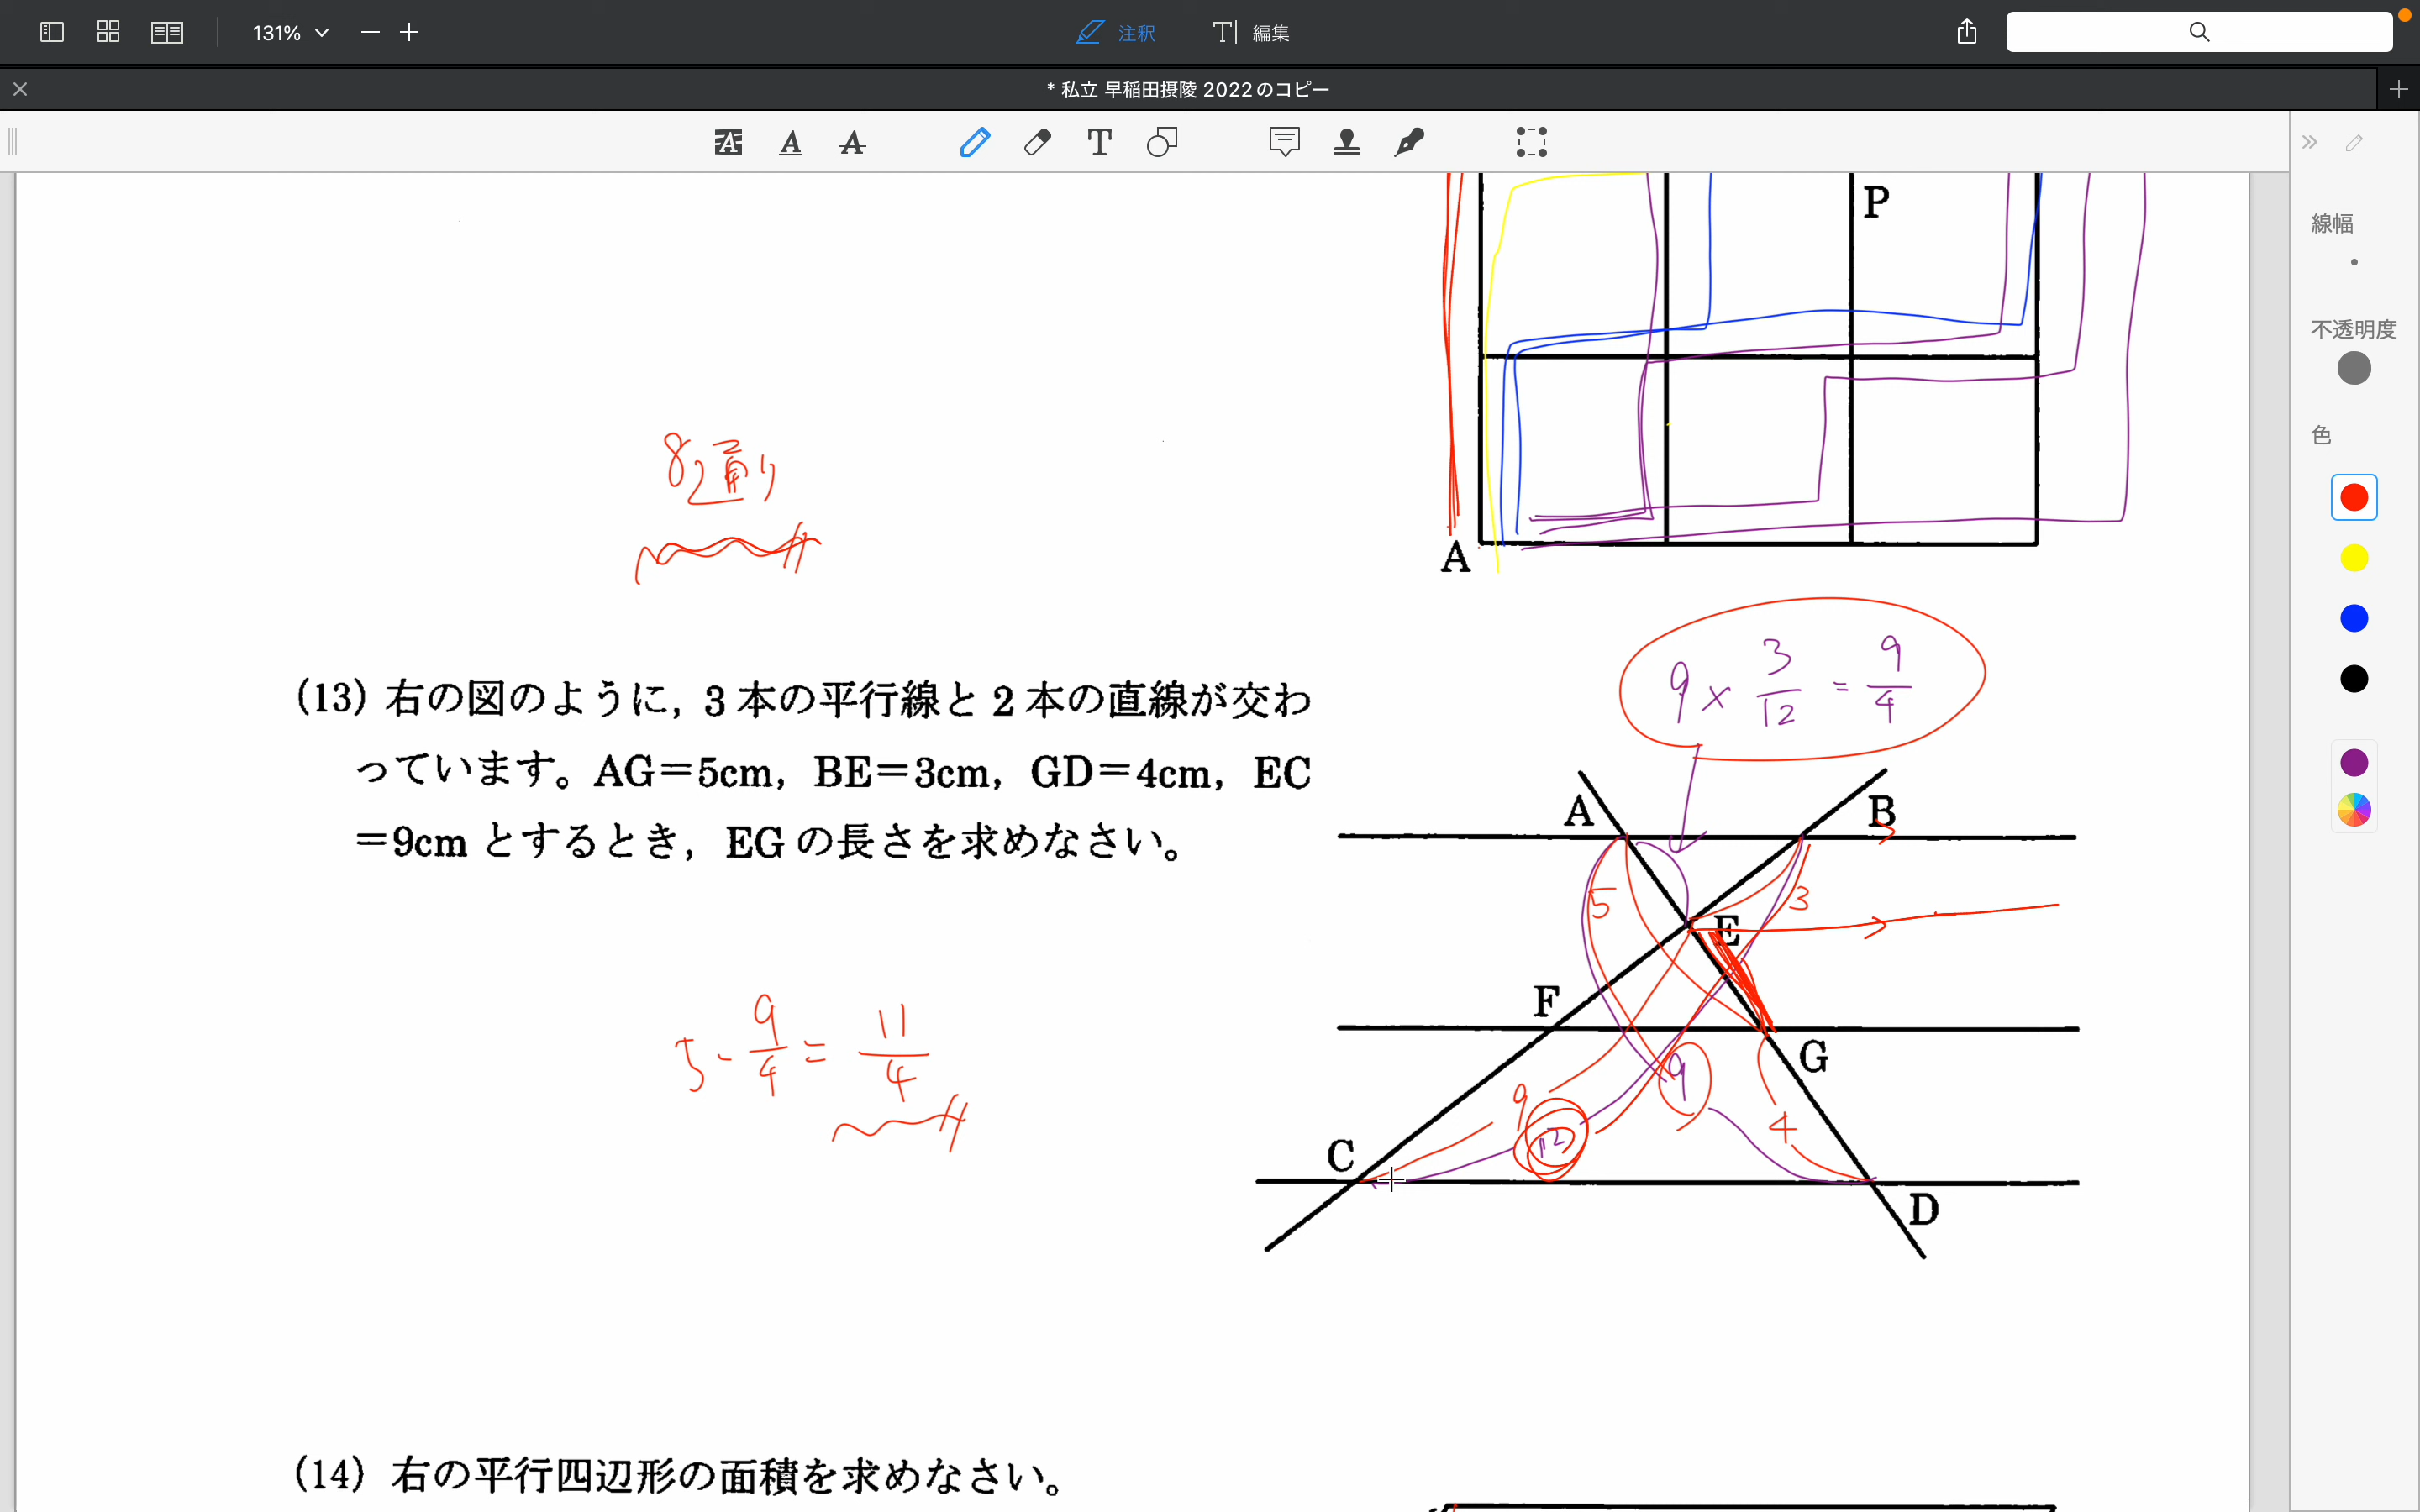 131%
注釈
編集
* 私立 早稲田摂陵 2022のコピー
線幅
不透明度
色
P
A
8通り
(13) 右の図のように, 3本の平行線と2本の直線が交わ
っています。AG=5cm, BE=3cm, GD=4cm, EC
=9cmとするとき, EGの長さを求めなさい。
9 × 3/12 = 9/4
A
B
5
3
E
F
G
9
9
12
4
C
D
5 - 9/4 = 11/4
(14) 右の平行四辺形の面積を求めなさい。